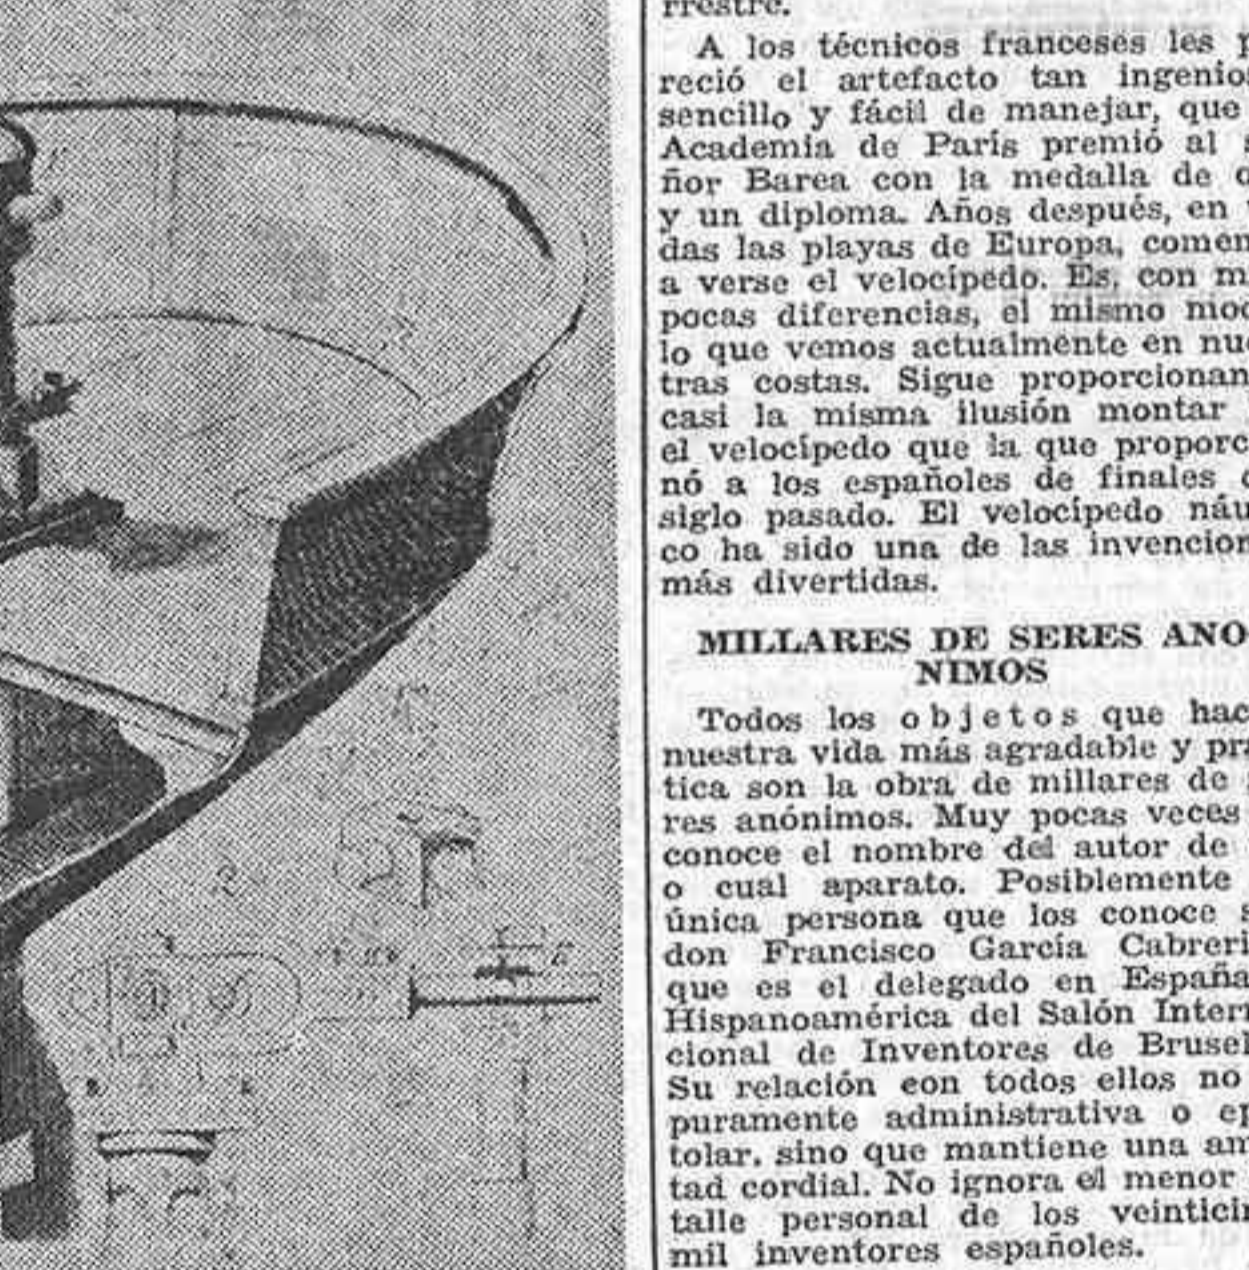 rrestre.
A los técnicos franceses les p
reció el artefacto tan ingenio
sencillo y fácil de manejar, que
Academia de París premió al s
ñor Barea con la medalla de o
y un diploma. Años después, en
das las playas de Europa, comen
a verse el velocípedo. Es, con m
pocas diferencias, el mismo mod
lo que vemos actualmente en nue
tras costas. Sigue proporcionan
casi la misma ilusión montar
el velocípedo que la que proporc
nó a los españoles de finales d
siglo pasado. El velocípedo náu
co ha sido una de las invencion
más divertidas.
MILLARES DE SERES ANO-
NIMOS
Todos los objetos que hac
nuestra vida más agradable y prá
tica son la obra de millares de
res anónimos. Muy pocas veces
conoce el nombre del autor de
o cual aparato. Posiblemente
única persona que los conoce s
don Francisco García Cabreri
que es el delegado en España
Hispanoamérica del Salón Intern
cional de Inventores de Brusel
Su relación con todos ellos no
puramente administrativa o ep
tolar. sino que mantiene una am
tad cordial. No ignora el menor
talle personal de los veinticin
mil inventores españoles.